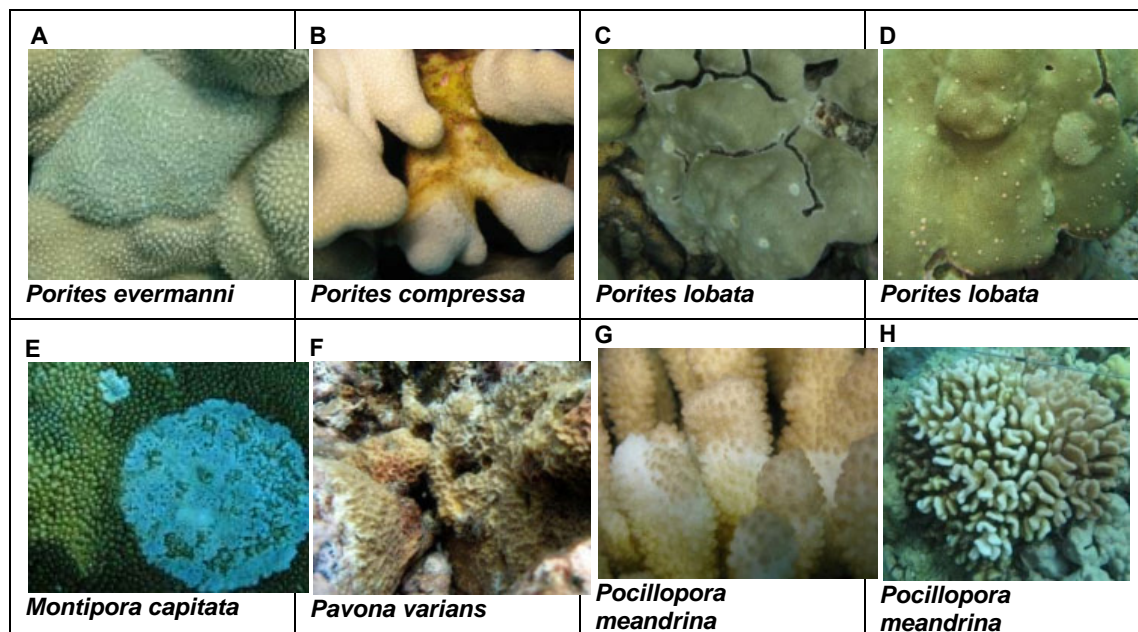 A
B
C
D
Porites evermanni
Porites compressa
Porites lobata
Porites lobata
E
F
G
H
Montipora capitata
Pavona varians
Pocillopora
meandrina
Pocillopora
meandrina